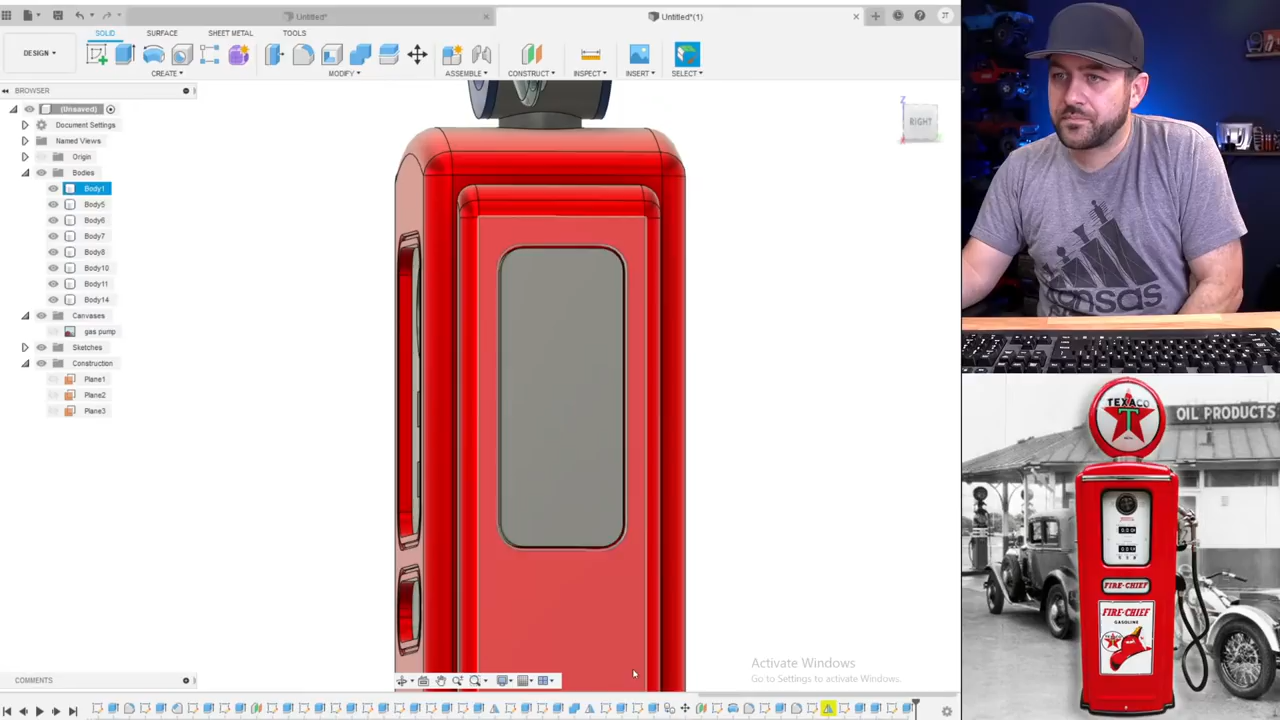 Untitled*
Untitled*(1)
JT
DESIGN
SOLID
SURFACE
SHEET METAL
TOOLS
CREATE
MODIFY
ASSEMBLE
CONSTRUCT
INSPECT
INSERT
SELECT
BROWSER
(Unsaved)
Document Settings
Named Views
Origin
Bodies
Body1
Body5
Body6
Body7
Body8
Body10
Body11
Body14
Canvases
gas pump
Sketches
Construction
Plane1
Plane2
Plane3
COMMENTS
Z
RIGHT
Activate Windows
Go to Settings to activate Windows.
Kansas
TEXACO
T
OIL PRODUCTS
FIRE-CHIEF
FIRE-CHIEF
GASOLINE